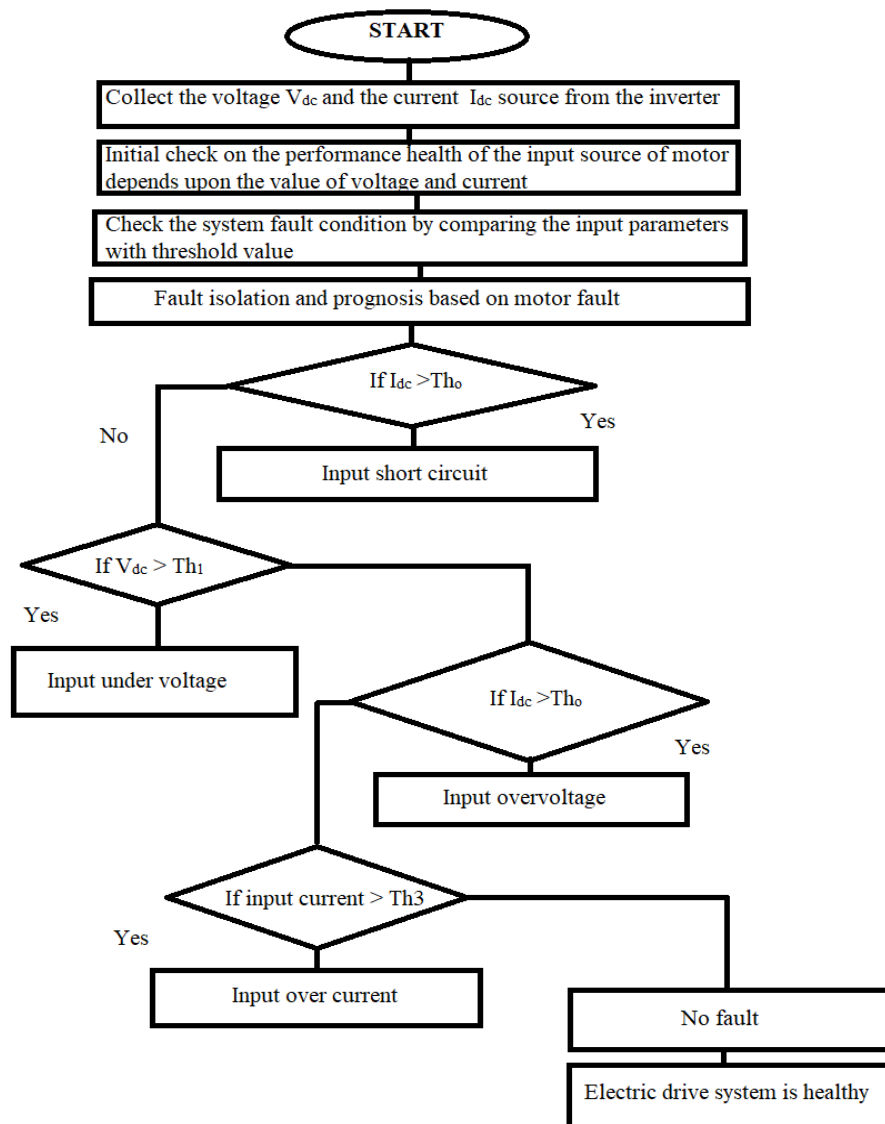 START
Collect the voltage Vdc and the current Idc source from the inverter
Initial check on the performance health of the input source of motor
depends upon the value of voltage and current
Check the system fault condition by comparing the input parameters
with threshold value
Fault isolation and prognosis based on motor fault
If Idc >Tho
Yes
No
Input short circuit
If Vdc > Th1
Yes
Input under voltage
If Idc >Tho
Yes
Input overvoltage
If input current > Th3
Yes
Input over current
No fault
Electric drive system is healthy